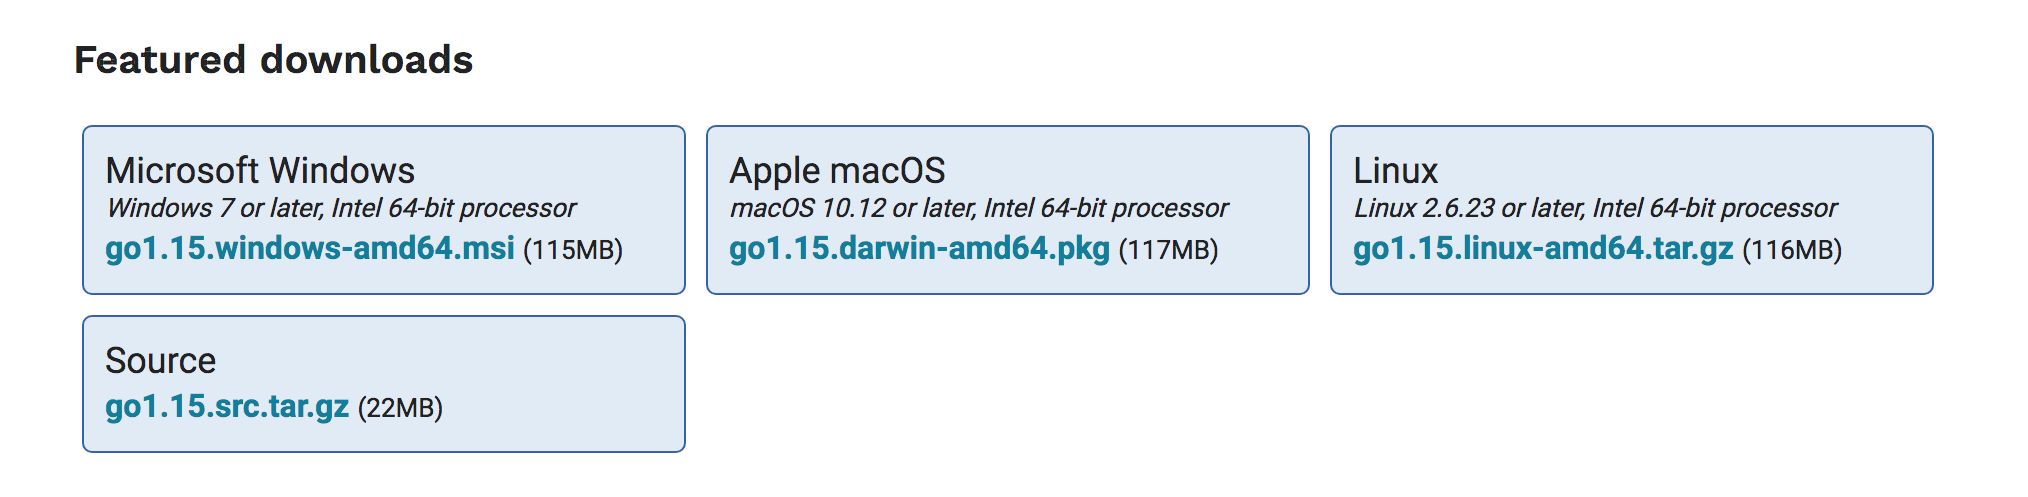 Featured downloads
Microsoft Windows
Windows 7 or later, Intel 64-bit processor
go1.15.windows-amd64.msi (115MB)
Apple macOS
macOS 10.12 or later, Intel 64-bit processor
go1.15.darwin-amd64.pkg (117MB)
Linux
Linux 2.6.23 or later, Intel 64-bit processor
go1.15.linux-amd64.tar.gz (116MB)
Source
go1.15.src.tar.gz (22MB)